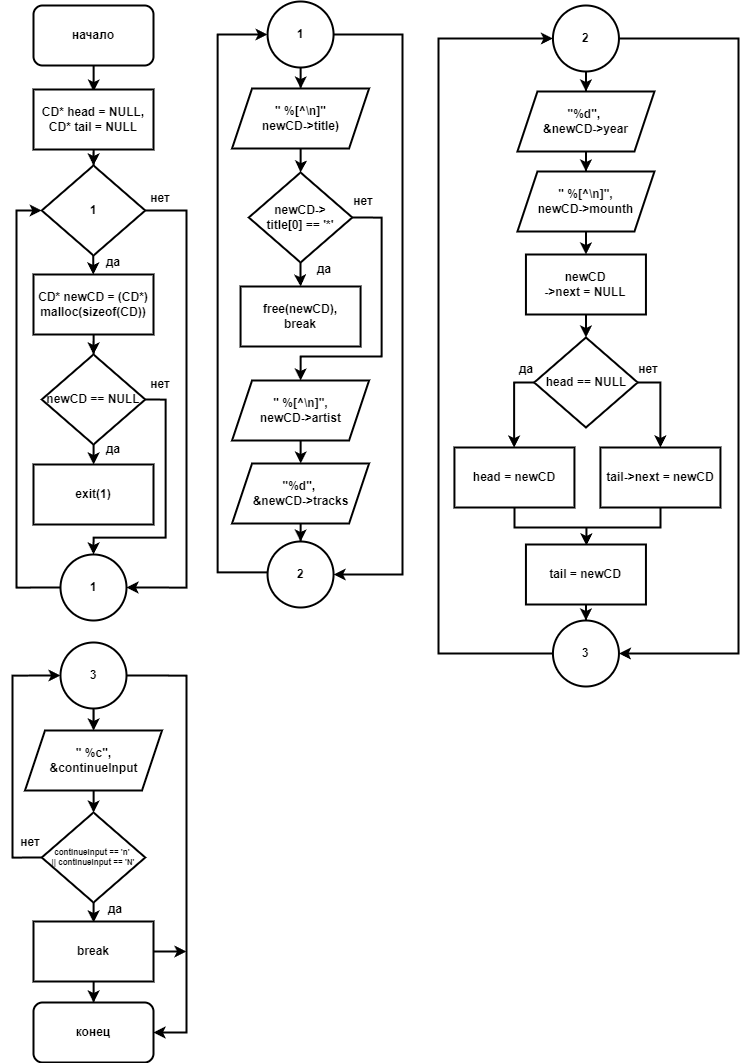 начало
CD* head = NULL,
CD* tail = NULL
1
нет
да
CD* newCD = (CD*)
malloc(sizeof(CD))
newCD == NULL
нет
да
exit(1)
1
1
" %[^\n]"
newCD->title)
newCD->
title[0] == '*'
нет
да
free(newCD),
break
" %[^\n]",
newCD->artist
"%d",
&newCD->tracks
2
2
"%d",
&newCD->year
" %[^\n]",
newCD->mounth
newCD
->next = NULL
да
head == NULL
нет
head = newCD
tail->next = newCD
tail = newCD
3
3
" %c",
&continueInput
нет
continueInput == 'n'
|| continueInput == 'N'
да
break
конец